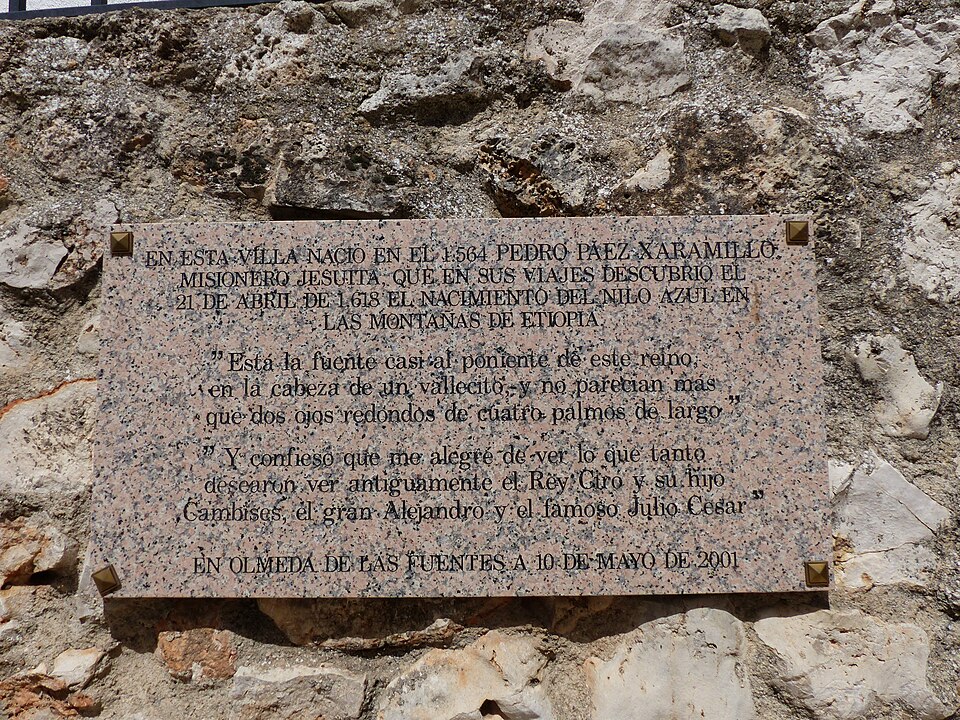 EN ESTA VILLA NACIO EN EL 1.564 PEDRO PÁEZ XARAMILLO
MISIONERO JESUITA, QUE EN SUS VIAJES DESCUBRIO EL
21 DE ABRIL DE 1.618 EL NACIMIENTO DEL NILO AZUL EN
LAS MONTAÑAS DE ETIOPIA.
"Está la fuente casi al poniente de este reino,
en la cabeza de un vallecito, y no parecían mas
que dos ojos redondos de cuatro palmos de largo"
"Y confieso que me alegré de ver lo que tanto
desearon ver antiguamente el Rey Ciro y su hijo
Cambises, el gran Alejandro y el famoso Julio Cesar"
EN OLMEDA DE LAS FUENTES A 10 DE MAYO DE 2001